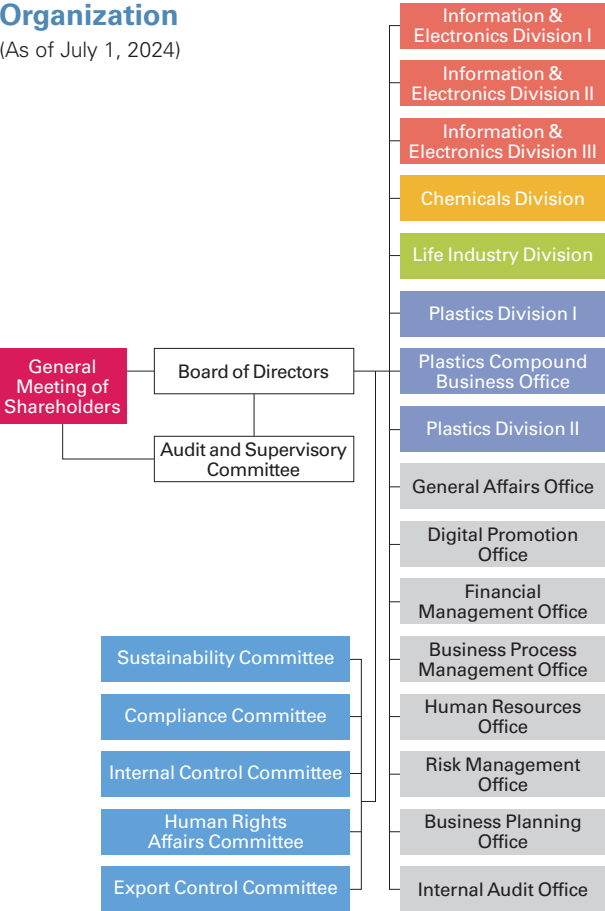 Organization
(As of July 1, 2024)
Information &
Electronics Division I
Information &
Electronics Division II
Information &
Electronics Division III
Chemicals Division
Life Industry Division
Plastics Division I
General
Meeting of
Shareholders
Board of Directors
Plastics Compound
Business Office
Audit and Supervisory
Committee
Plastics Division II
General Affairs Office
Digital Promotion
Office
Financial
Management Office
Sustainability Committee
Business Process
Management Office
Compliance Committee
Human Resources
Office
Internal Control Committee
Risk Management
Office
Human Rights
Affairs Committee
Business Planning
Office
Export Control Committee
Internal Audit Office